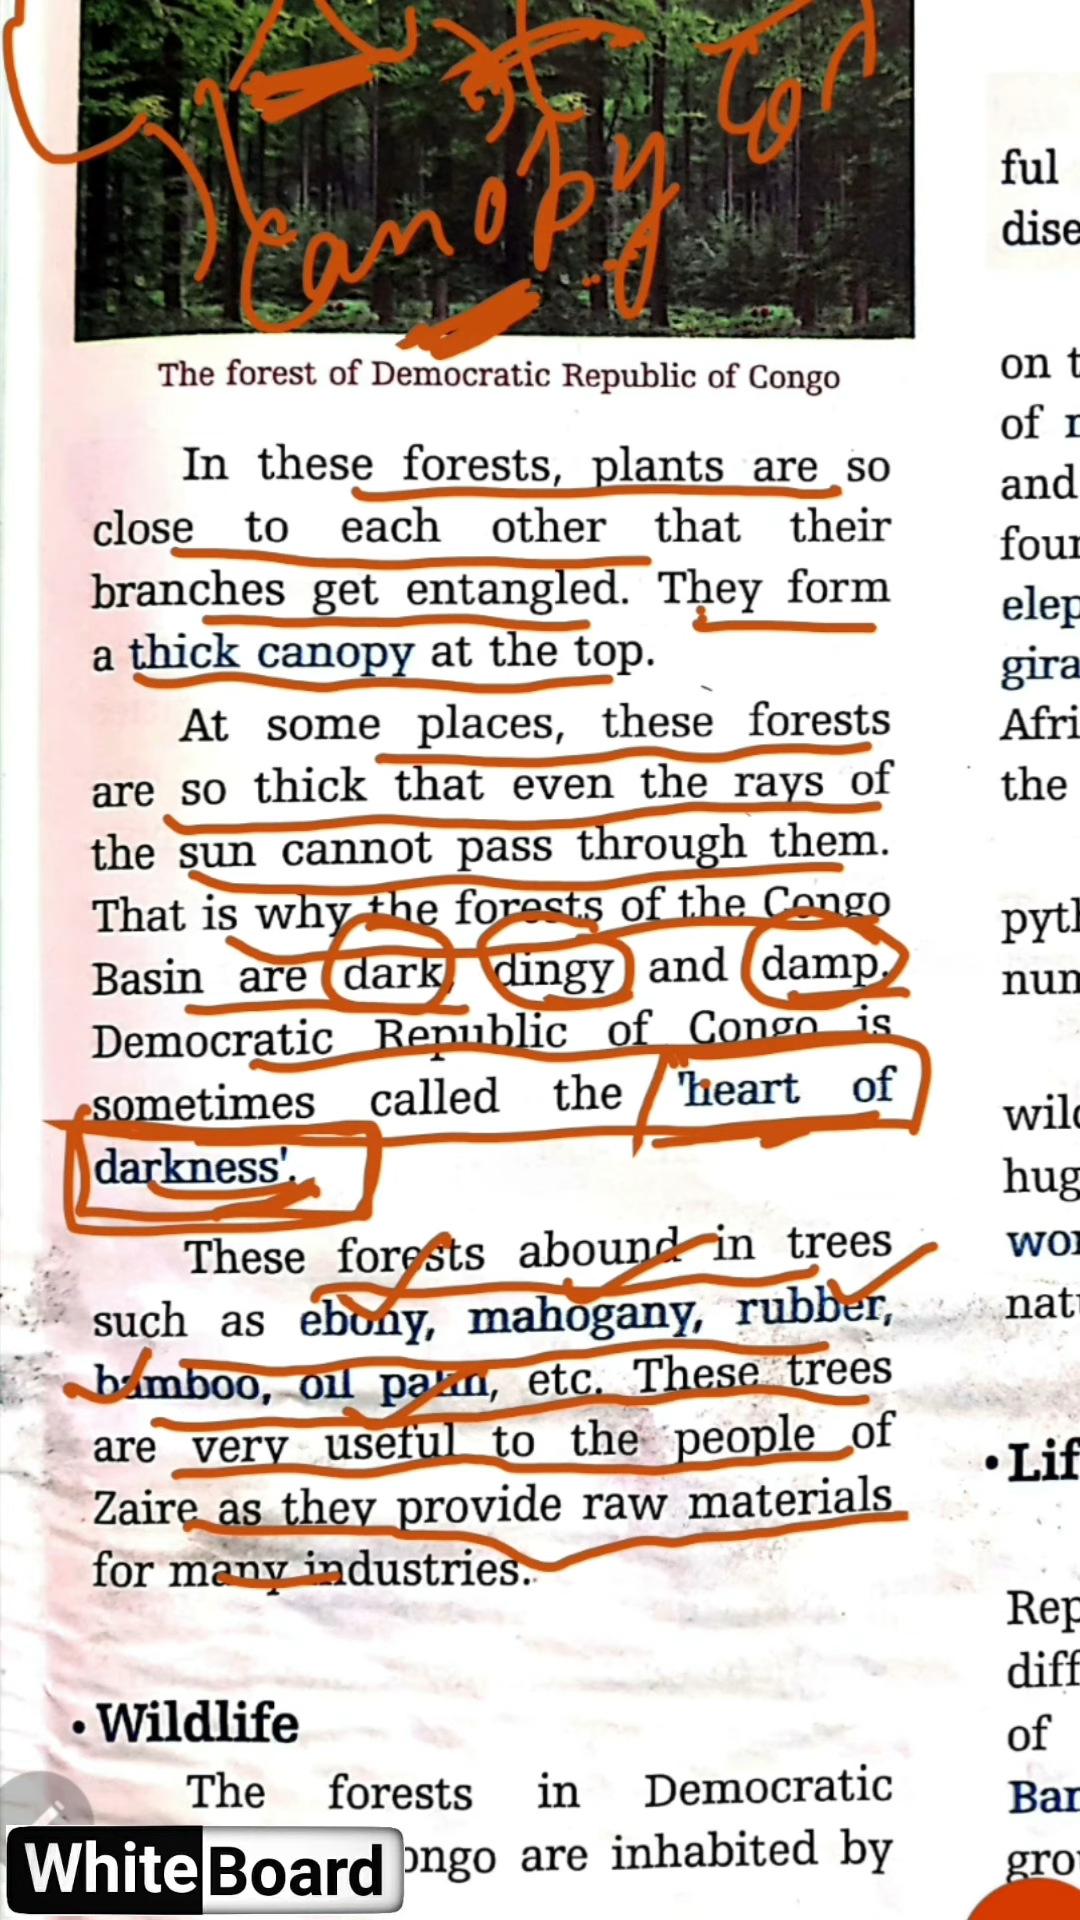 canopy
The forest of Democratic Republic of Congo
In these forests, plants are so
close to each other that their
branches get entangled. They form
a thick canopy at the top.
At some places, these forests
are so thick that even the rays of
the sun cannot pass through them.
That is why the forests of the Congo
Basin are dark, dingy and damp.
Democratic Republic of Congo is
sometimes called the 'heart of
darkness'.
These forests abound in trees
such as ebony, mahogany, rubber,
bamboo, oil palm, etc. These trees
are very useful to the people of
Zaire as they provide raw materials
for many industries.
• Wildlife
The forests in Democratic
ongo are inhabited by
WhiteBoard
ful
dise
on t
of r
and
foun
elep
gira
Afri
the
pyth
num
wild
hug
wor
natu
• Lif
Rep
diff
of
Ban
grou